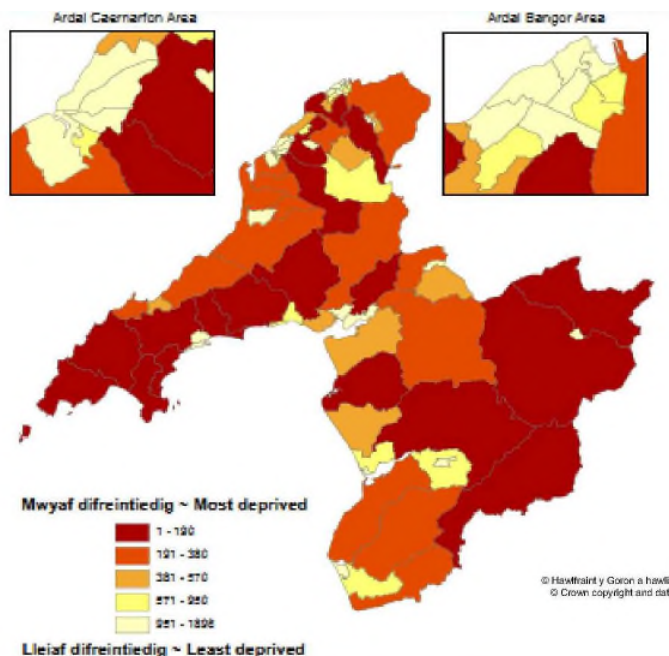 Ardal Caernarfon Area
Ardal Bangor Area
Mwyaf difreintiedig ~ Most deprived
1 - 190
191 - 380
381 - 570
571 - 950
951 - 1896
Lleiaf difreintiedig ~ Least deprived
© Hawlfraint y Goron a hawli
© Crown copyright and dat